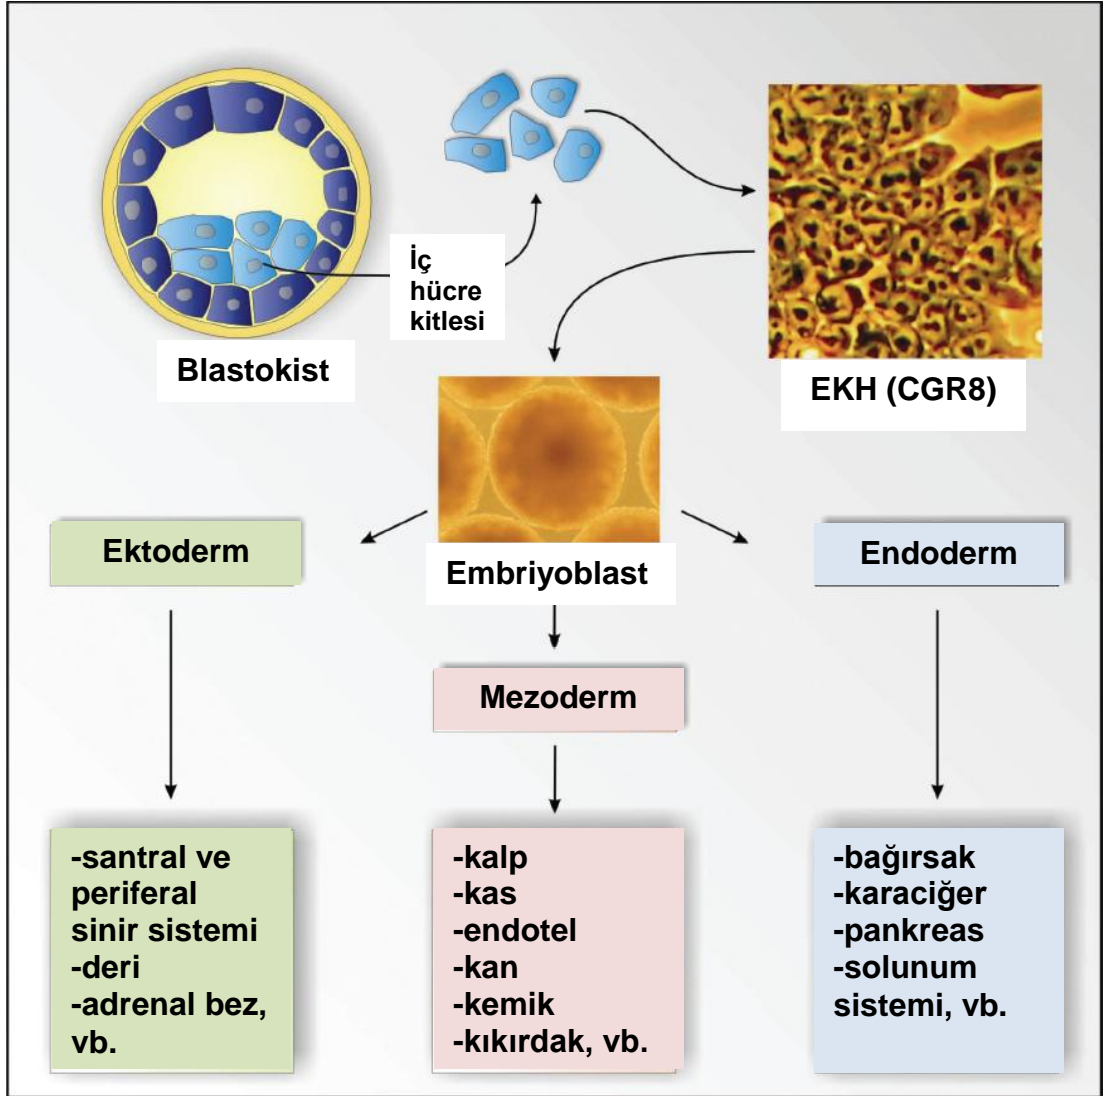 İç
hücre
kitlesi
Blastokist
EKH (CGR8)
Embriyoblast
Ektoderm
Endoderm
Mezoderm
-santral ve
periferal
sinir sistemi
-deri
-adrenal bez,
vb.
-kalp
-kas
-endotel
-kan
-kemik
-kıkırdak, vb.
-bağırsak
-karaciğer
-pankreas
-solunum
sistemi, vb.